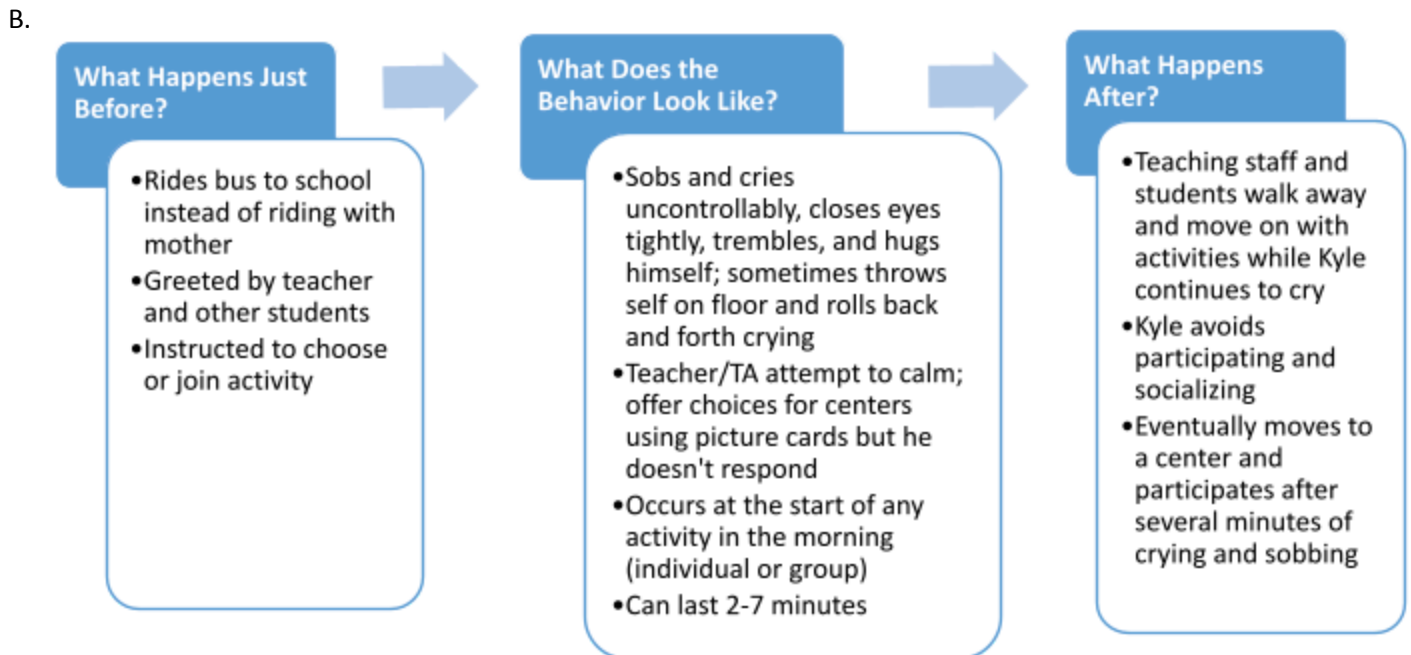 B.
What Happens Just
Before?
•Rides bus to school
instead of riding with
mother
•Greeted by teacher
and other students
•Instructed to choose
or join activity
What Does the
Behavior Look Like?
•Sobs and cries
uncontrollably, closes eyes
tightly, trembles, and hugs
himself; sometimes throws
self on floor and rolls back
and forth crying
•Teacher/TA attempt to calm;
offer choices for centers
using picture cards but he
doesn't respond
•Occurs at the start of any
activity in the morning
(individual or group)
•Can last 2-7 minutes
What Happens
After?
•Teaching staff and
students walk away
and move on with
activities while Kyle
continues to cry
•Kyle avoids
participating and
socializing
•Eventually moves to
a center and
participates after
several minutes of
crying and sobbing